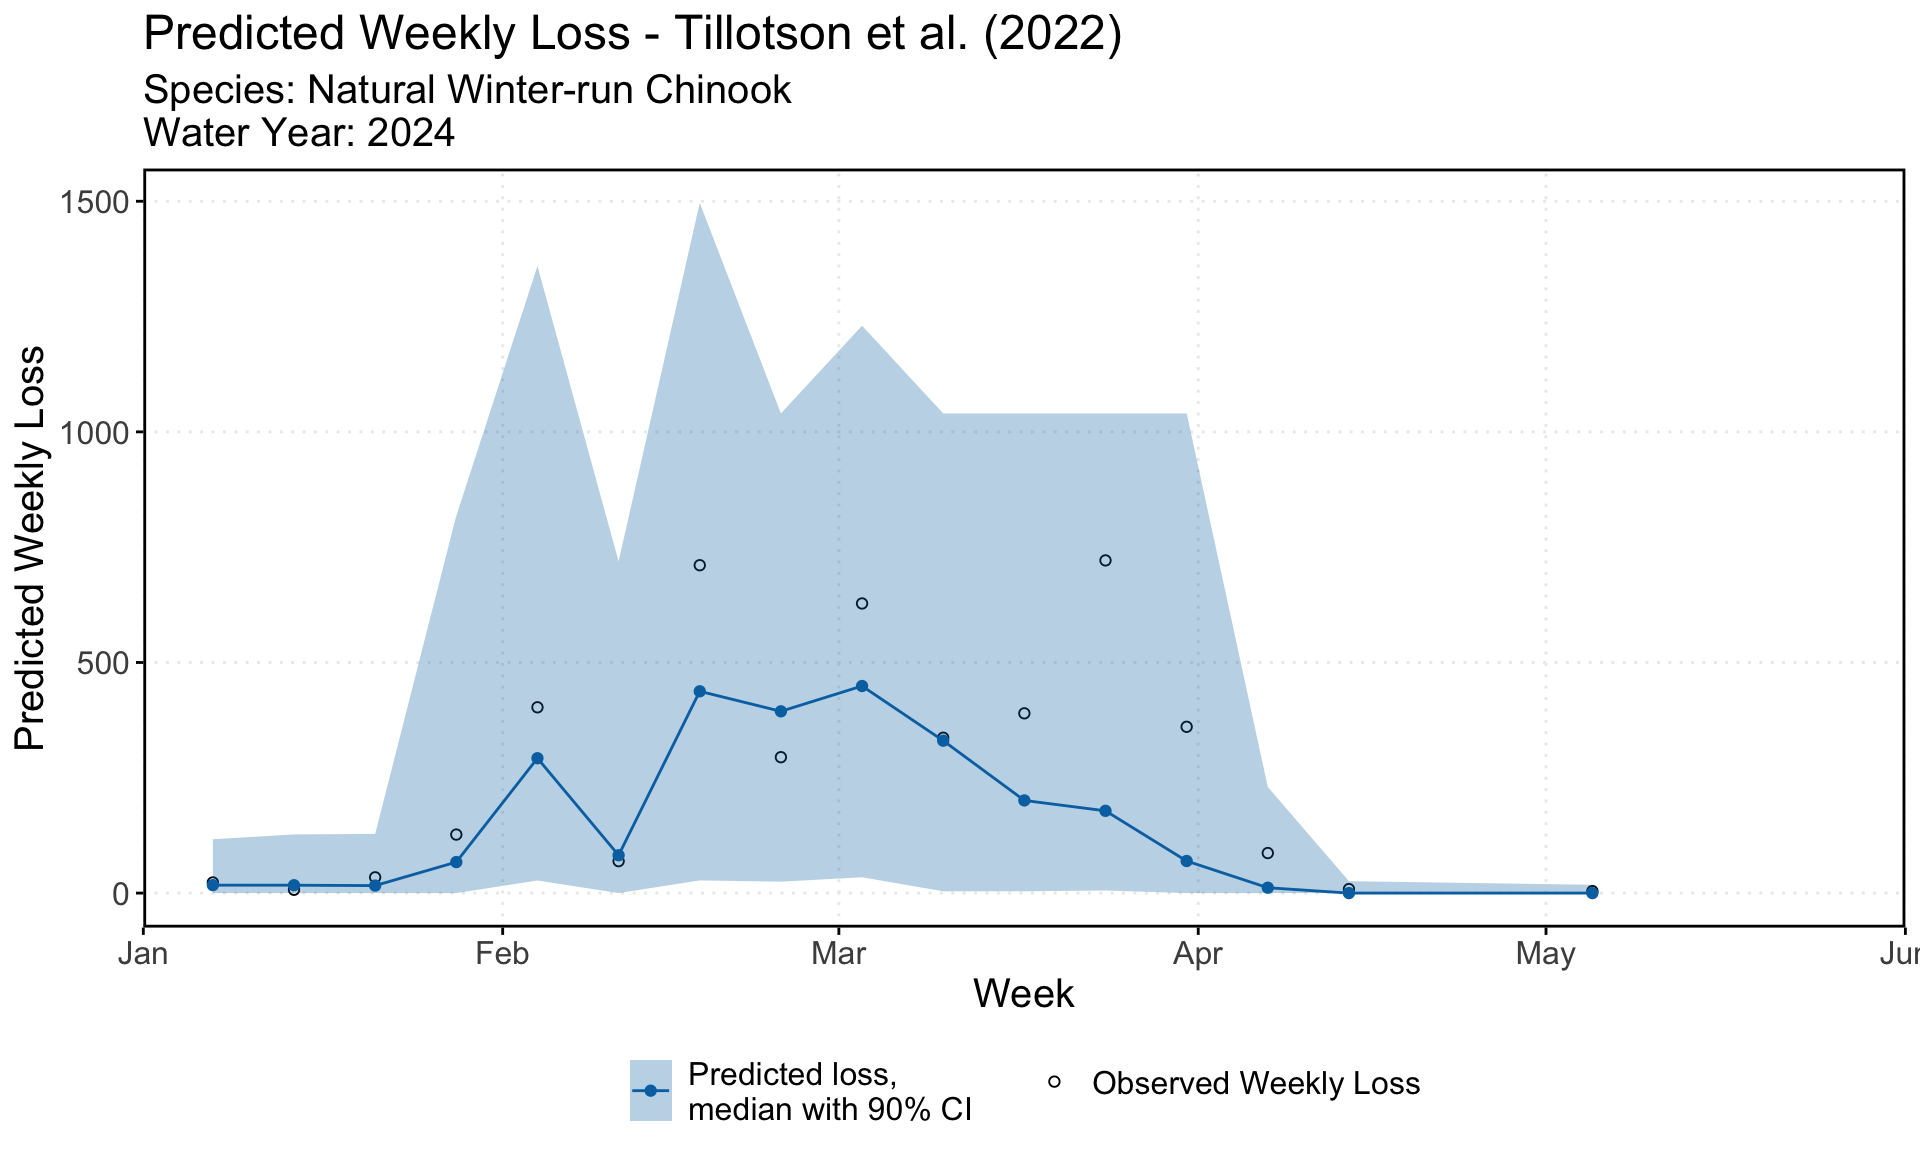 Predicted Weekly Loss - Tillotson et al. (2022)
Species: Natural Winter-run Chinook
Water Year: 2024
Predicted Weekly Loss
1500
1000
500
0
Jan Feb Mar Apr May
Week
Predicted loss,
median with 90% CI
Observed Weekly Loss